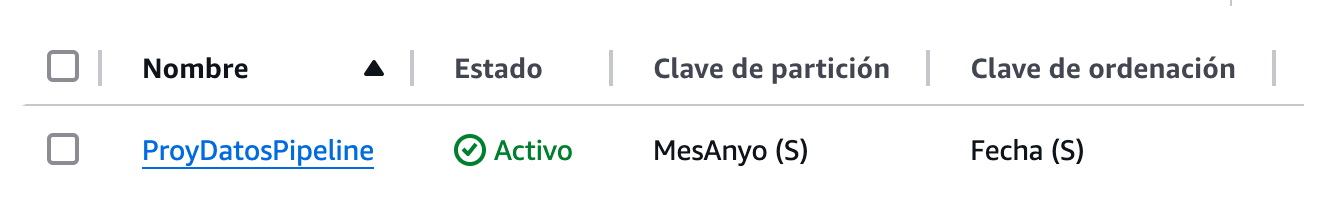 Nombre Estado Clave de partición Clave de ordenación
ProyDatosPipeline Activo MesAnyo (S) Fecha (S)